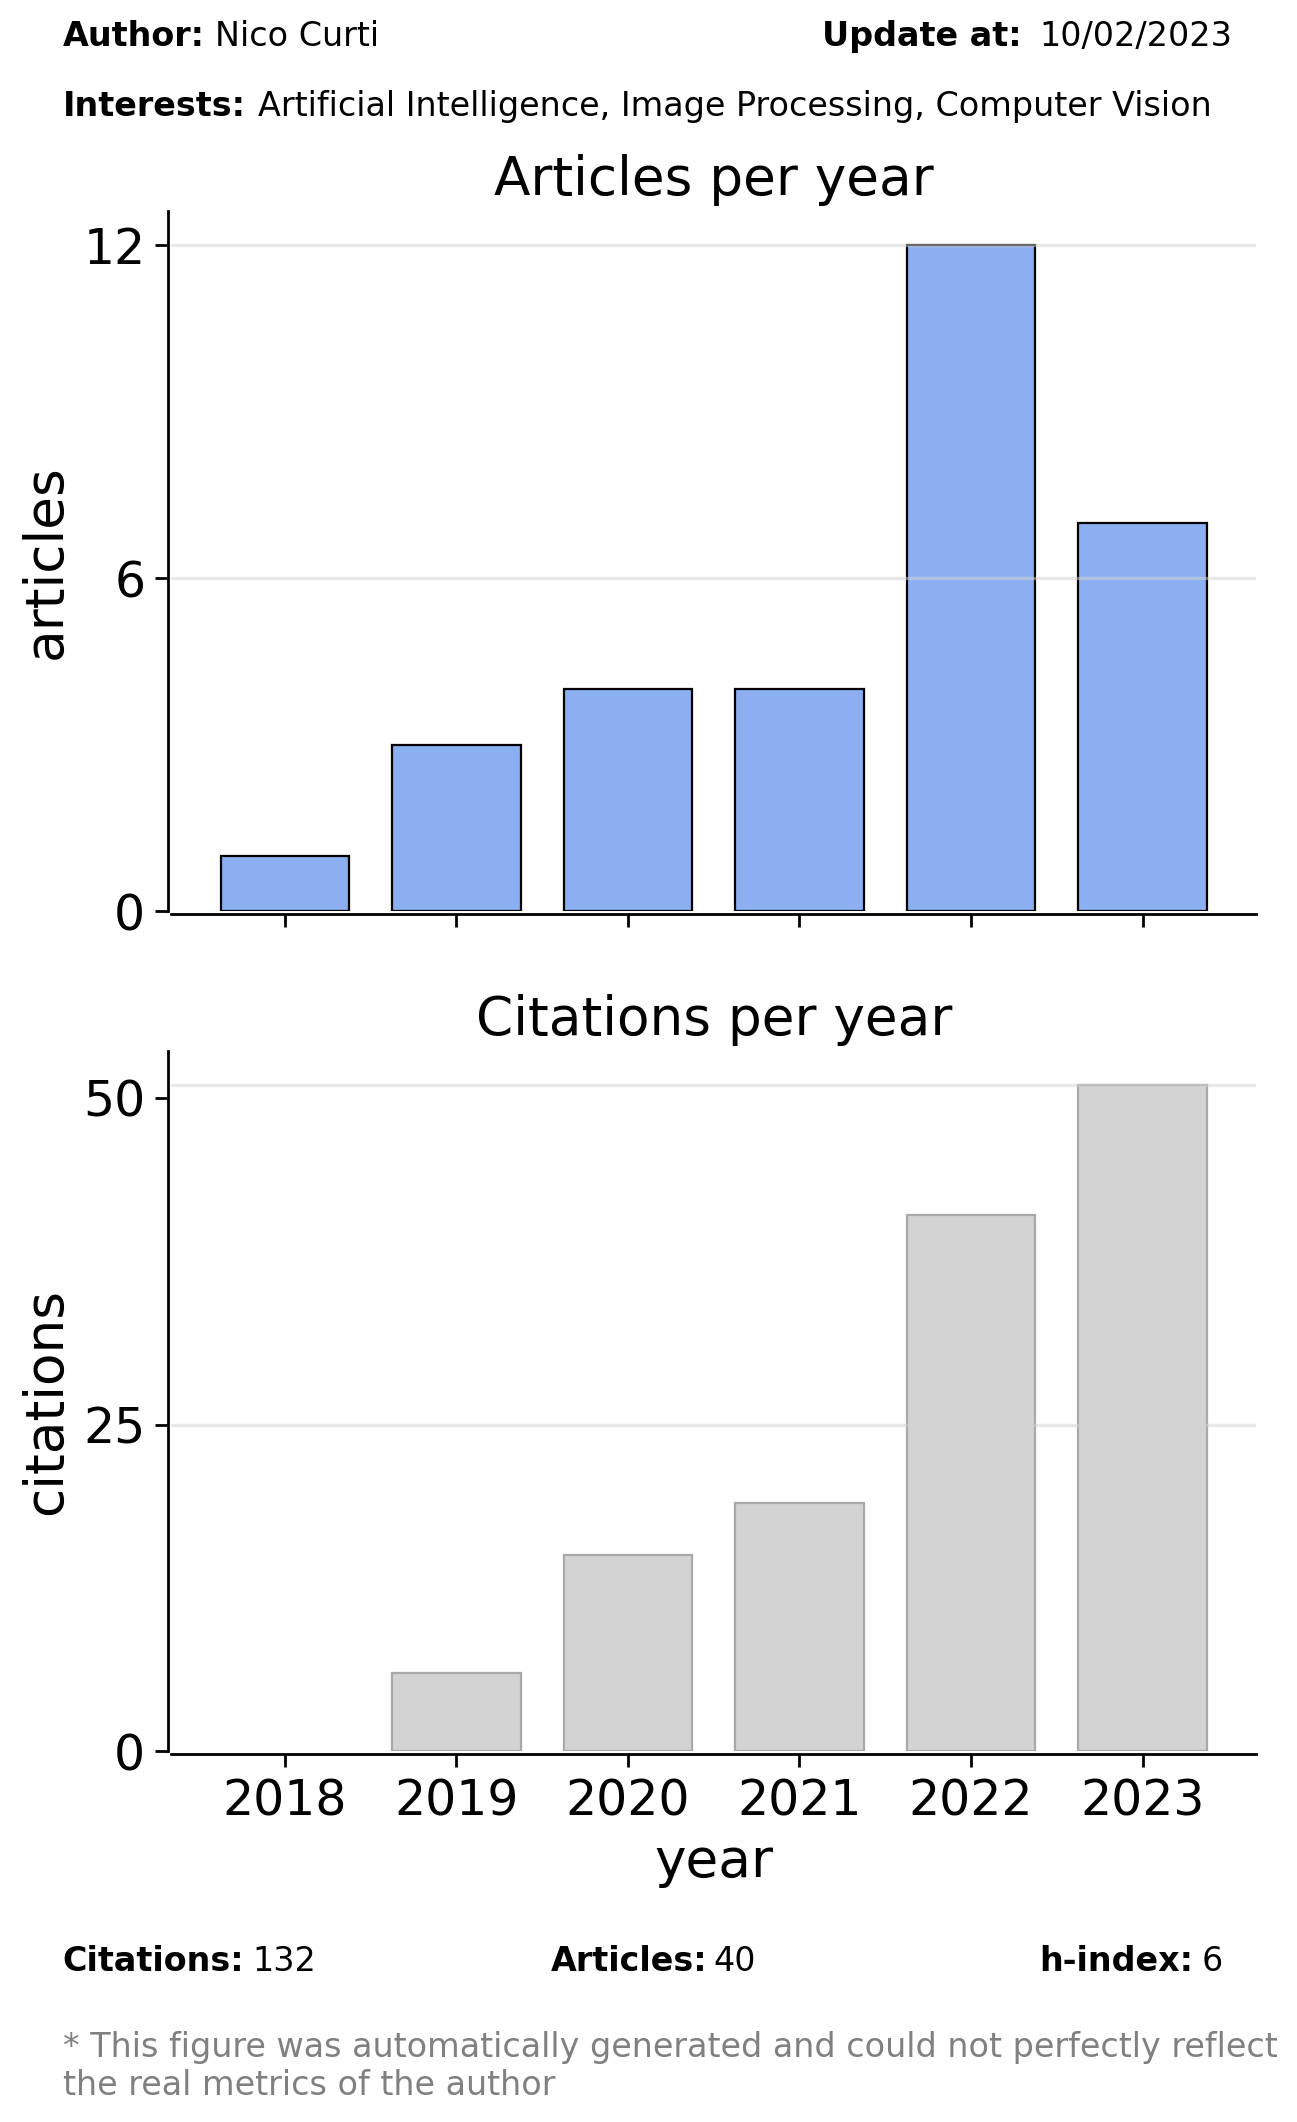 Author: Nico Curti Update at: 10/02/2023
Interests: Artificial Intelligence, Image Processing, Computer Vision
Articles per year
12
6
0
articles
Citations per year
50
25
0
citations
2018 2019 2020 2021 2022 2023
year
Citations: 132 Articles: 40 h-index: 6
* This figure was automatically generated and could not perfectly reflect
the real metrics of the author